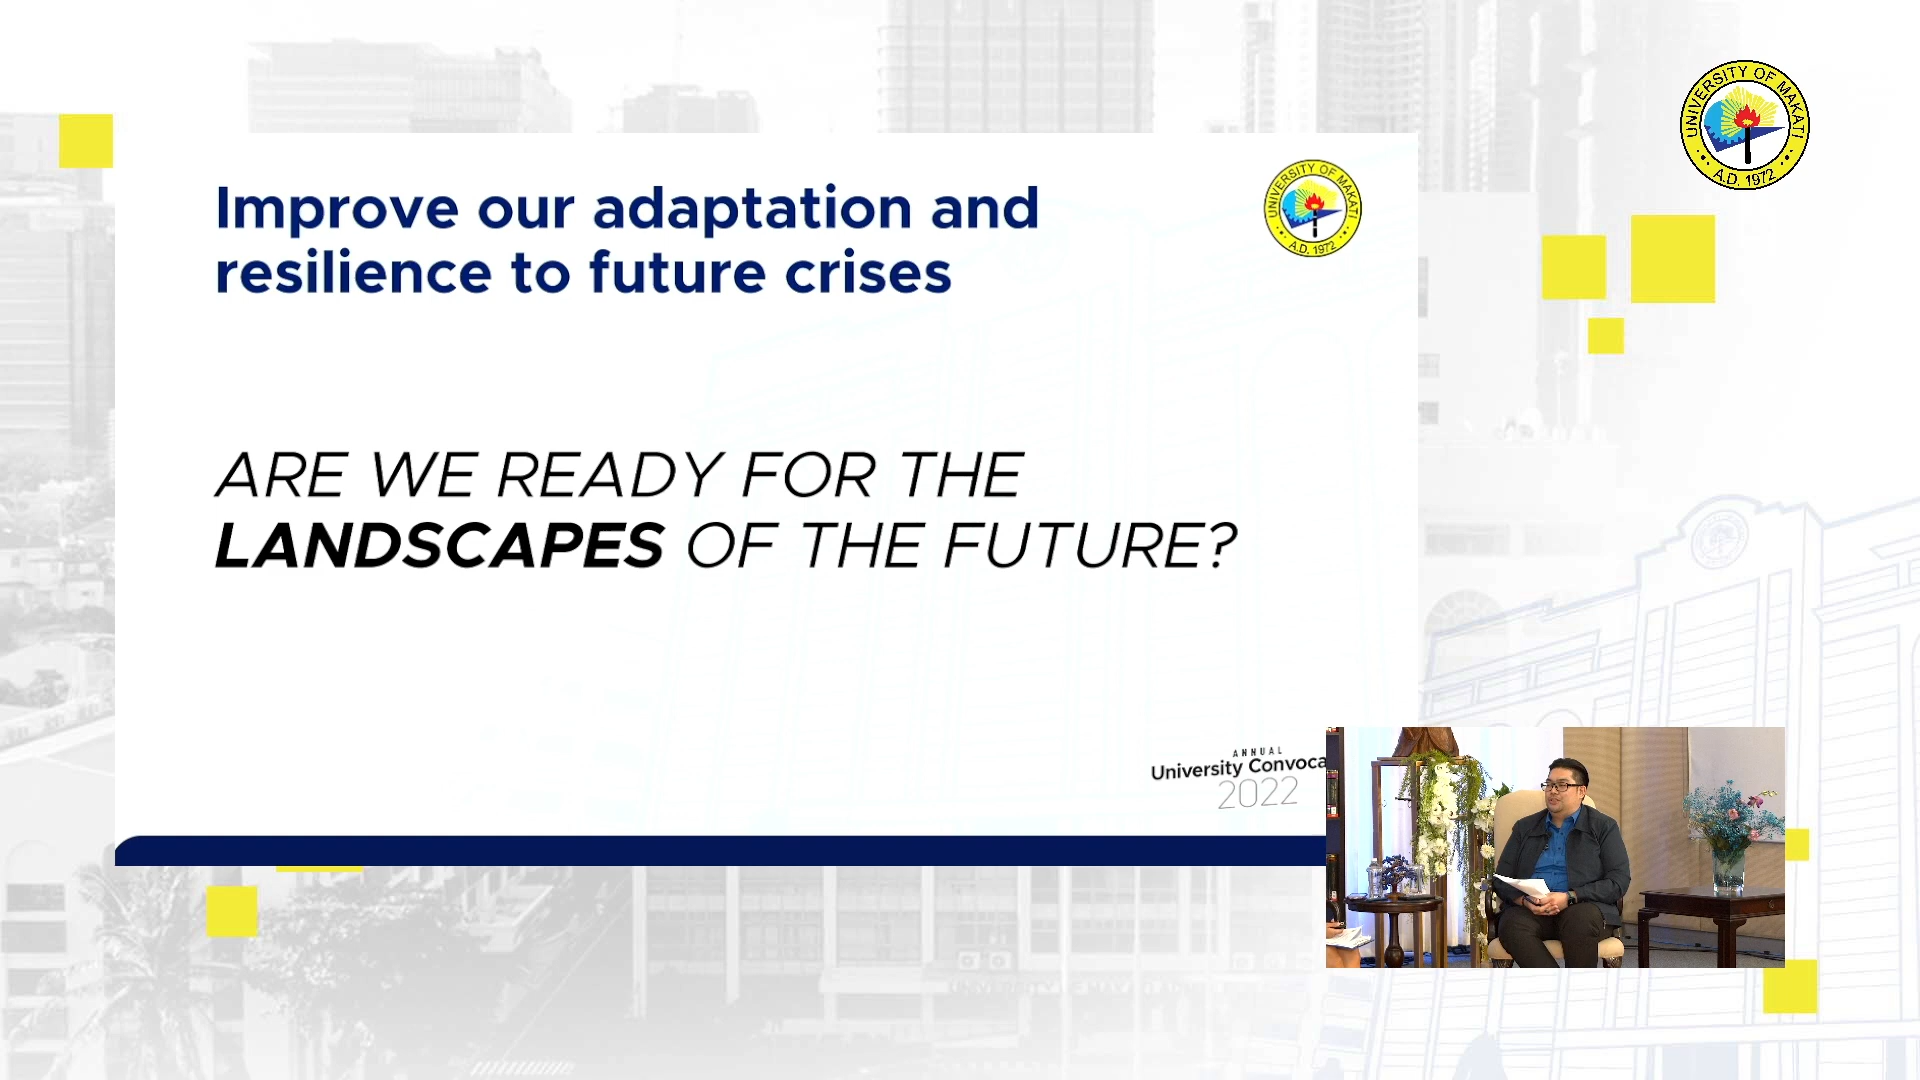 UNIVERSITY OF MAKATI
A.D. 1972
Improve our adaptation and
resilience to future crises
UNIVERSITY OF MAKATI
A.D. 1972
ARE WE READY FOR THE
LANDSCAPES OF THE FUTURE?
ANNUAL
University Convoca
2022